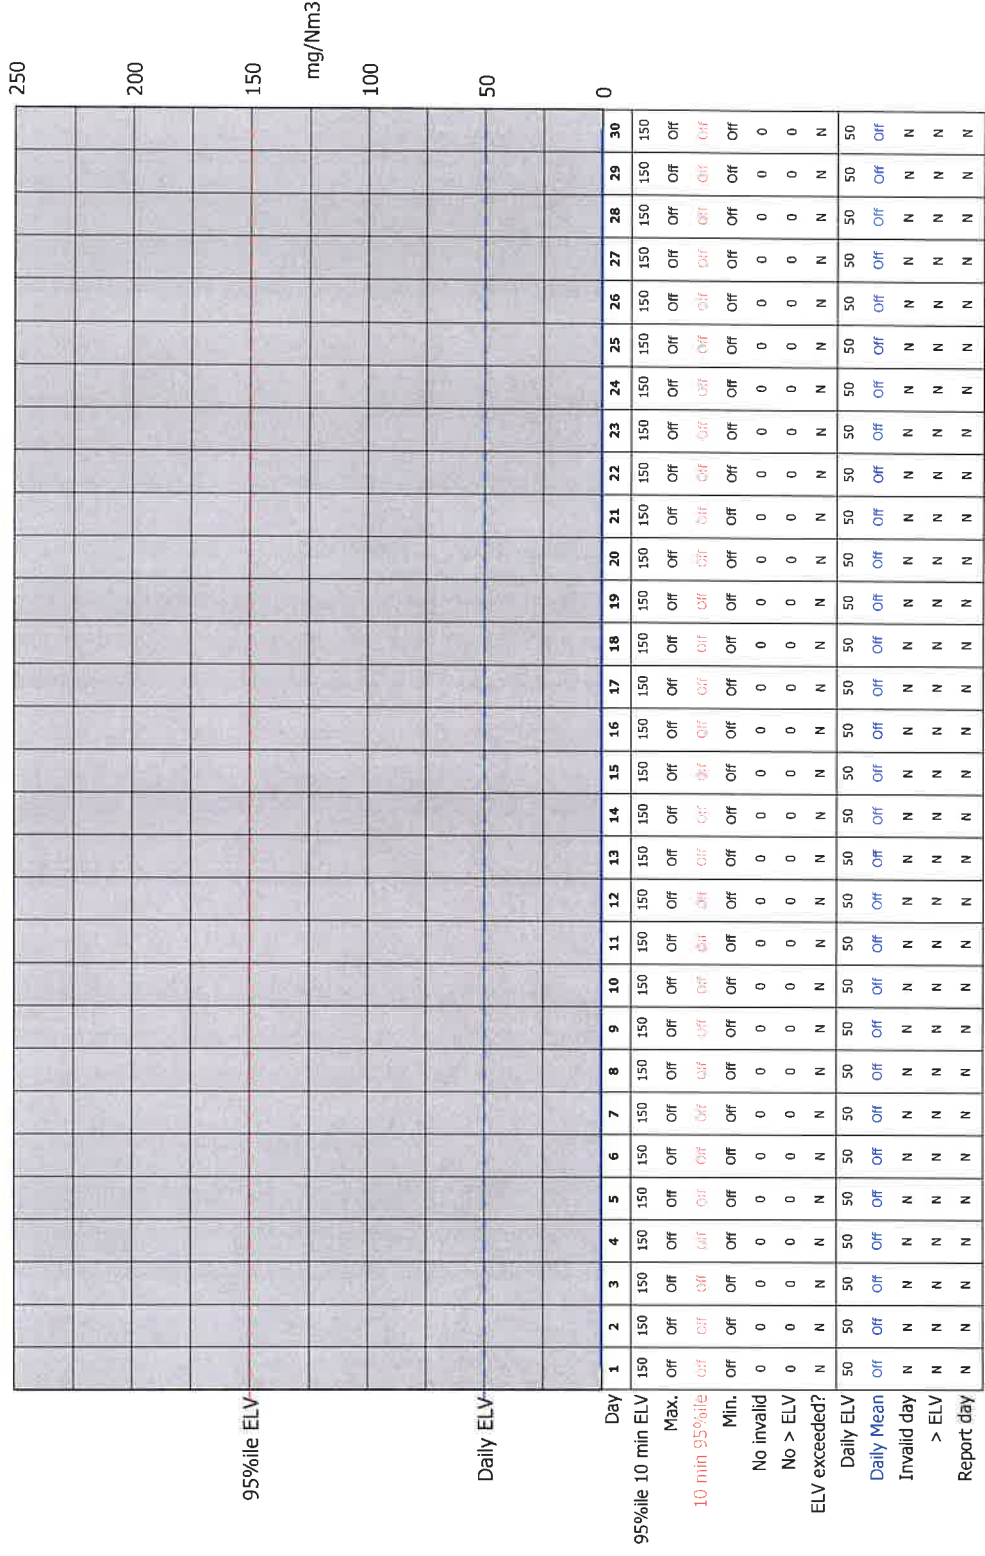 mg/Nm3
250
200
150
100
50
0
95%ile ELV
Daily ELV
Day 1 2 3 4 5 6 7 8 9 10 11 12 13 14 15 16 17 18 19 20 21 22 23 24 25 26 27 28 29 30
95%ile 10 min ELV 150 150 150 150 150 150 150 150 150 150 150 150 150 150 150 150 150 150 150 150 150 150 150 150 150 150 150 150 150 150
Max. Off Off Off Off Off Off Off Off Off Off Off Off Off Off Off Off Off Off Off Off Off Off Off Off Off Off Off Off Off Off
10 min 95%ile Off Off Off Off Off Off Off Off Off Off Off Off Off Off Off Off Off Off Off Off Off Off Off Off Off Off Off Off Off Off
Min. Off Off Off Off Off Off Off Off Off Off Off Off Off Off Off Off Off Off Off Off Off Off Off Off Off Off Off Off Off Off
No invalid 0 0 0 0 0 0 0 0 0 0 0 0 0 0 0 0 0 0 0 0 0 0 0 0 0 0 0 0 0 0
No > ELV 0 0 0 0 0 0 0 0 0 0 0 0 0 0 0 0 0 0 0 0 0 0 0 0 0 0 0 0 0 0
ELV exceeded? N N N N N N N N N N N N N N N N N N N N N N N N N N N N N N
Daily ELV 50 50 50 50 50 50 50 50 50 50 50 50 50 50 50 50 50 50 50 50 50 50 50 50 50 50 50 50 50 50
Daily Mean Off Off Off Off Off Off Off Off Off Off Off Off Off Off Off Off Off Off Off Off Off Off Off Off Off Off Off Off Off Off
Invalid day N N N N N N N N N N N N N N N N N N N N N N N N N N N N N N
> ELV N N N N N N N N N N N N N N N N N N N N N N N N N N N N N N
Report day N N N N N N N N N N N N N N N N N N N N N N N N N N N N N N